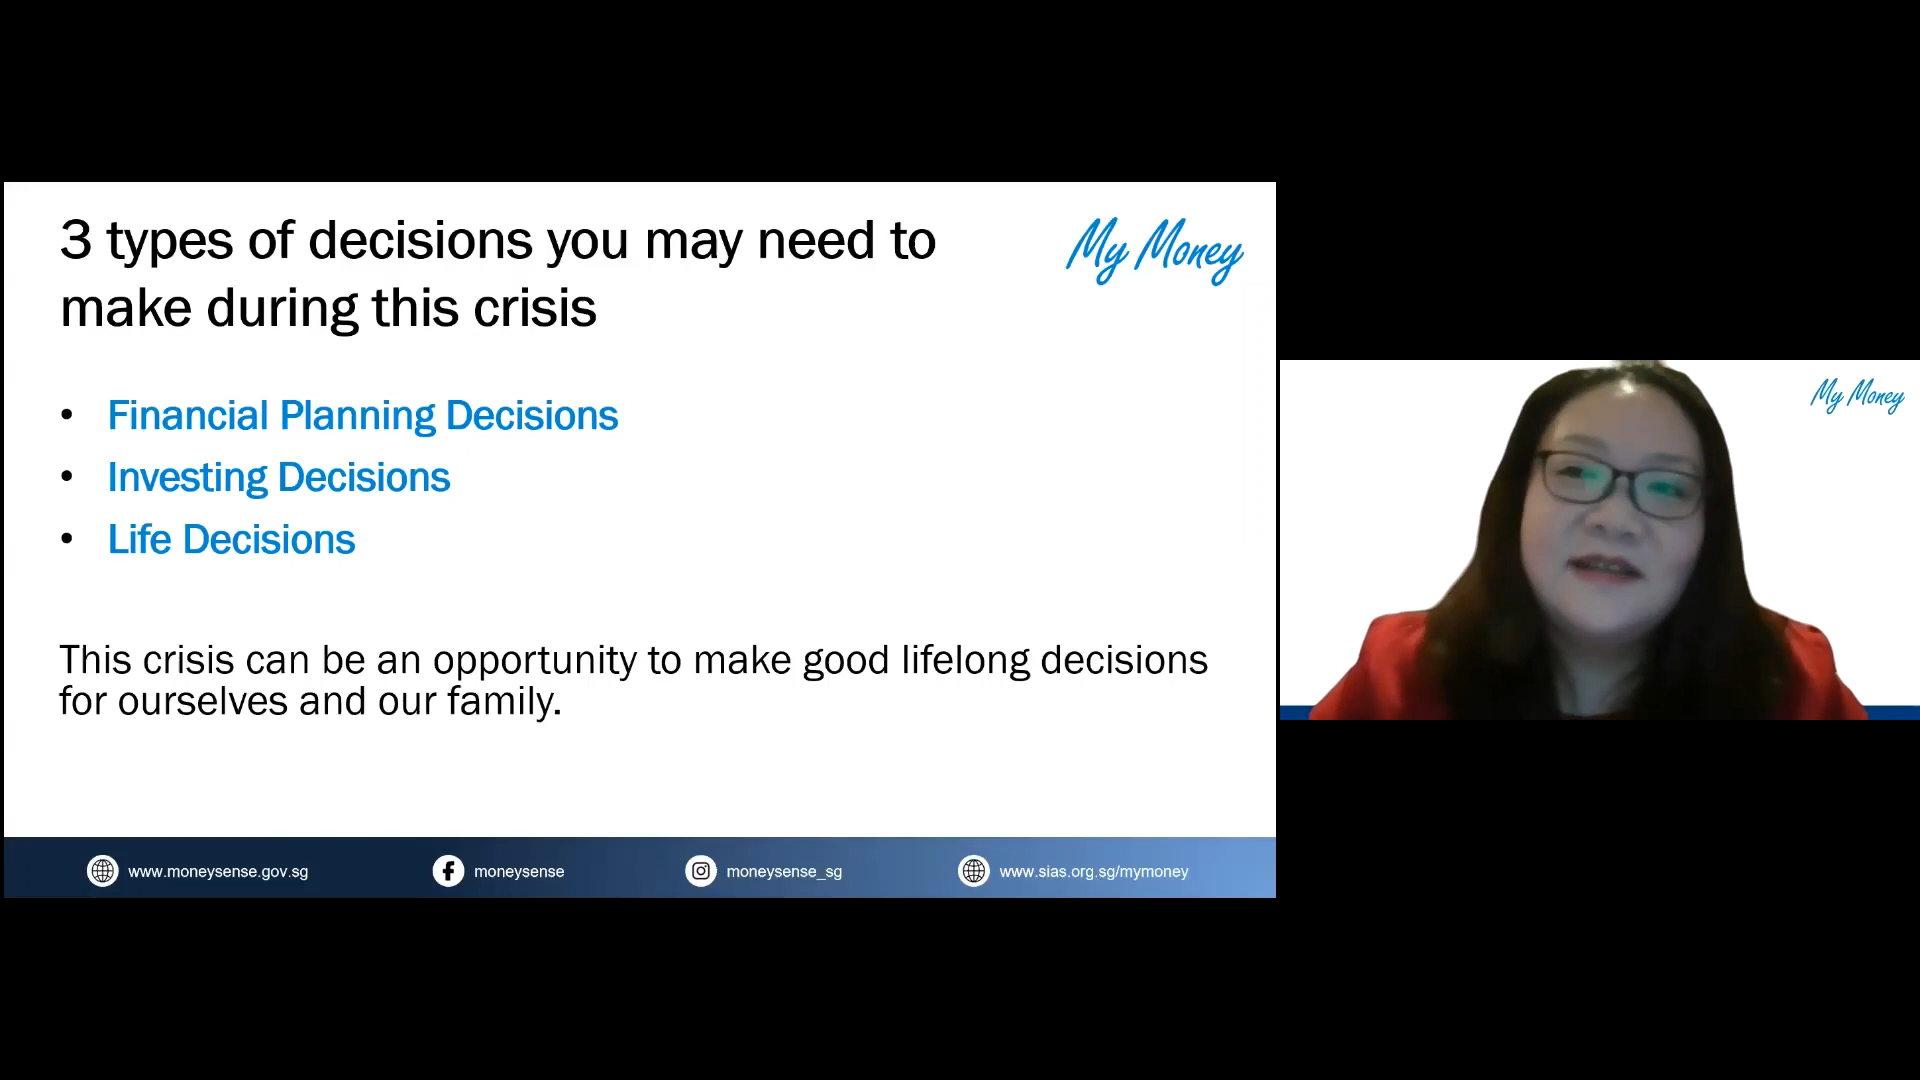 3 types of decisions you may need to
make during this crisis
My Money
• Financial Planning Decisions
• Investing Decisions
• Life Decisions
This crisis can be an opportunity to make good lifelong decisions
for ourselves and our family.
www.moneysense.gov.sg
moneysense
moneysense_sg
www.sias.org.sg/mymoney
My Money